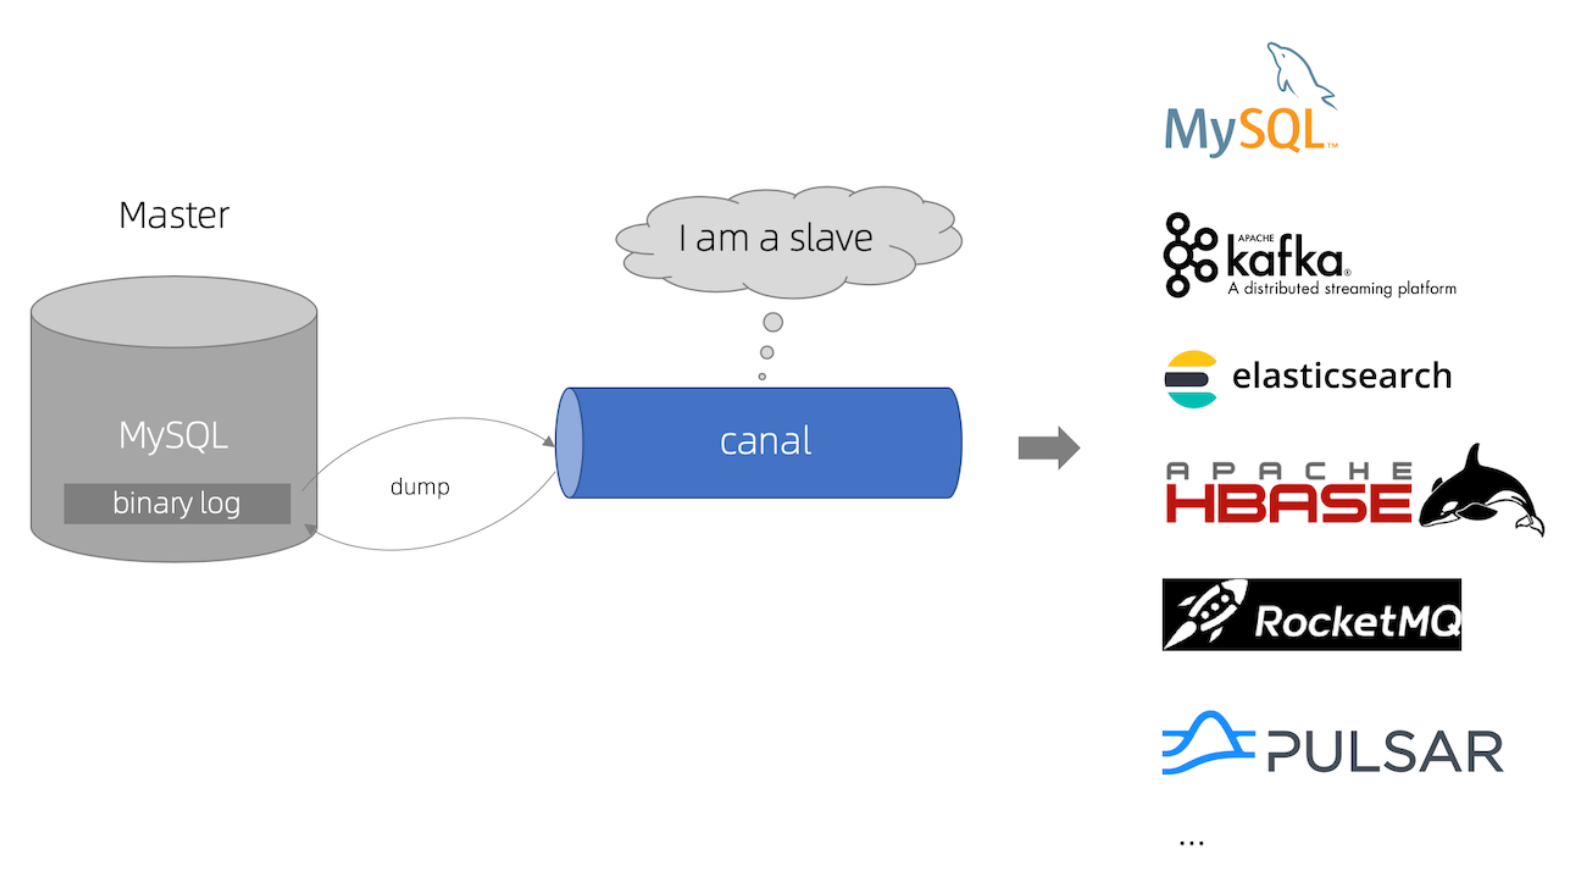 Master
MySQL
binary log
dump
I am a slave
canal
MySQL™
APACHE
kafka®
A distributed streaming platform
elasticsearch
APACHE
HBASE
RocketMQ
PULSAR
...